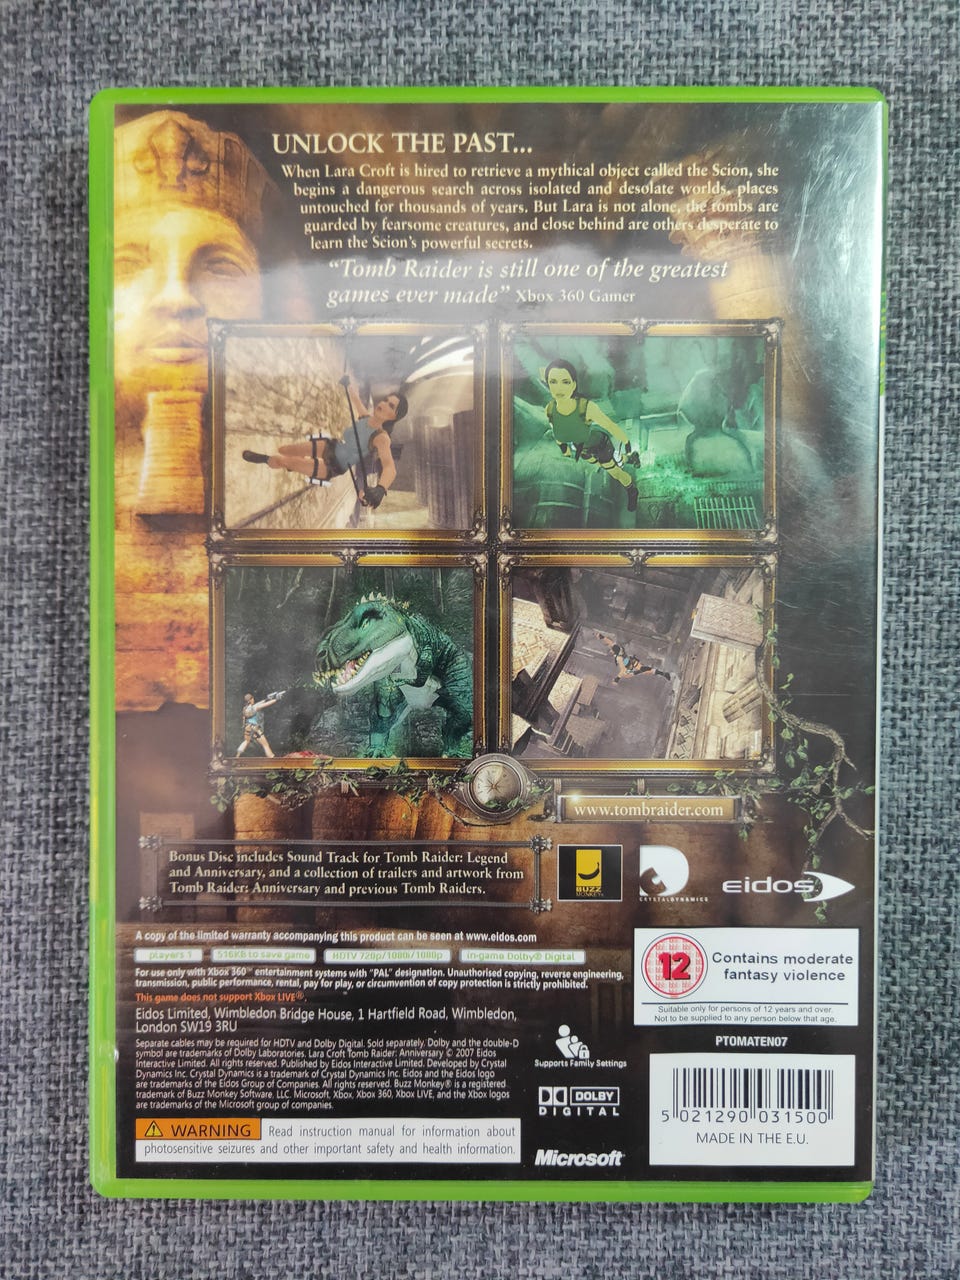 UNLOCK THE PAST...
When Lara Croft is hired to retrieve a mythical object called the Scion, she
begins a dangerous search across isolated and desolate worlds, places
untouched for thousands of years. But Lara is not alone, the tombs are
guarded by fearsome creatures, and close behind are others desperate to
learn the Scion's powerful secrets.
“Tomb Raider is still one of the greatest
games ever made” Xbox 360 Gamer
www.tombraider.com
Bonus Disc includes Sound Track for Tomb Raider: Legend
and Anniversary, and a collection of trailers and artwork from
Tomb Raider: Anniversary and previous Tomb Raiders.
BUZZ
MONKEY
CRYSTAL DYNAMICS
eidos
A copy of the limited warranty accompanying this product can be seen at www.eidos.com
players 1
516KB to save game
HDTV 720p/1080i/1080p
in-game Dolby® Digital
For use only with Xbox 360™ entertainment systems with “PAL” designation. Unauthorised copying, reverse engineering,
transmission, public performance, rental, pay for play, or circumvention of copy protection is strictly prohibited.
This game does not support Xbox LIVE®.
Eidos Limited, Wimbledon Bridge House, 1 Hartfield Road, Wimbledon,
London SW19 3RU
Separate cables may be required for HDTV and Dolby Digital. Sold separately. Dolby and the double-D
symbol are trademarks of Dolby Laboratories. Lara Croft Tomb Raider: Anniversary © 2007 Eidos
Interactive Limited. All rights reserved. Published by Eidos Interactive Limited. Developed by Crystal
Dynamics Inc. Crystal Dynamics is a trademark of Crystal Dynamics Inc. Eidos and the Eidos logo
are trademarks of the Eidos Group of Companies. All rights reserved. Buzz Monkey® is a registered
trademark of Buzz Monkey Software, LLC. Microsoft, Xbox, Xbox 360, Xbox LIVE, and the Xbox logos
are trademarks of the Microsoft group of companies.
WARNING Read instruction manual for information about
photosensitive seizures and other important safety and health information.
Supports Family Settings
DOLBY
DIGITAL
Microsoft®
12
Contains moderate
fantasy violence
Suitable only for persons of 12 years and over.
Not to be supplied to any person below that age.
PTOMATEN07
5 021290 031500
MADE IN THE E.U.